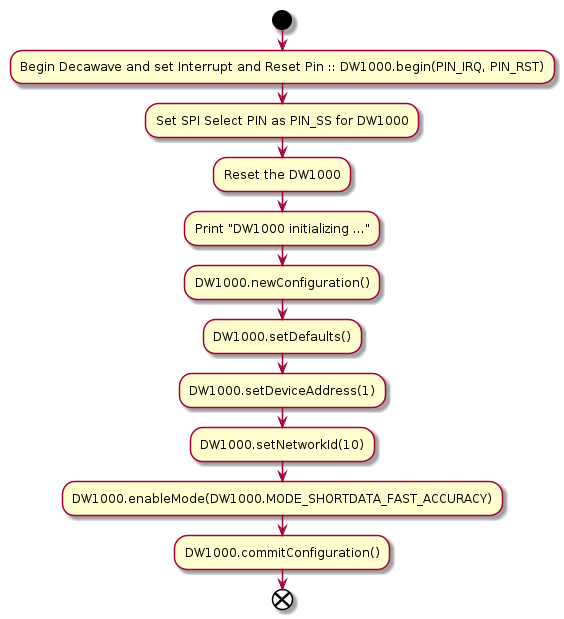 Begin Decawave and set Interrupt and Reset Pin :: DW1000.begin(PIN_IRQ, PIN_RST)
Set SPI Select PIN as PIN_SS for DW1000
Reset the DW1000
Print "DW1000 initializing ..."
DW1000.newConfiguration()
DW1000.setDefaults()
DW1000.setDeviceAddress(1)
DW1000.setNetworkId(10)
DW1000.enableMode(DW1000.MODE_SHORTDATA_FAST_ACCURACY)
DW1000.commitConfiguration()